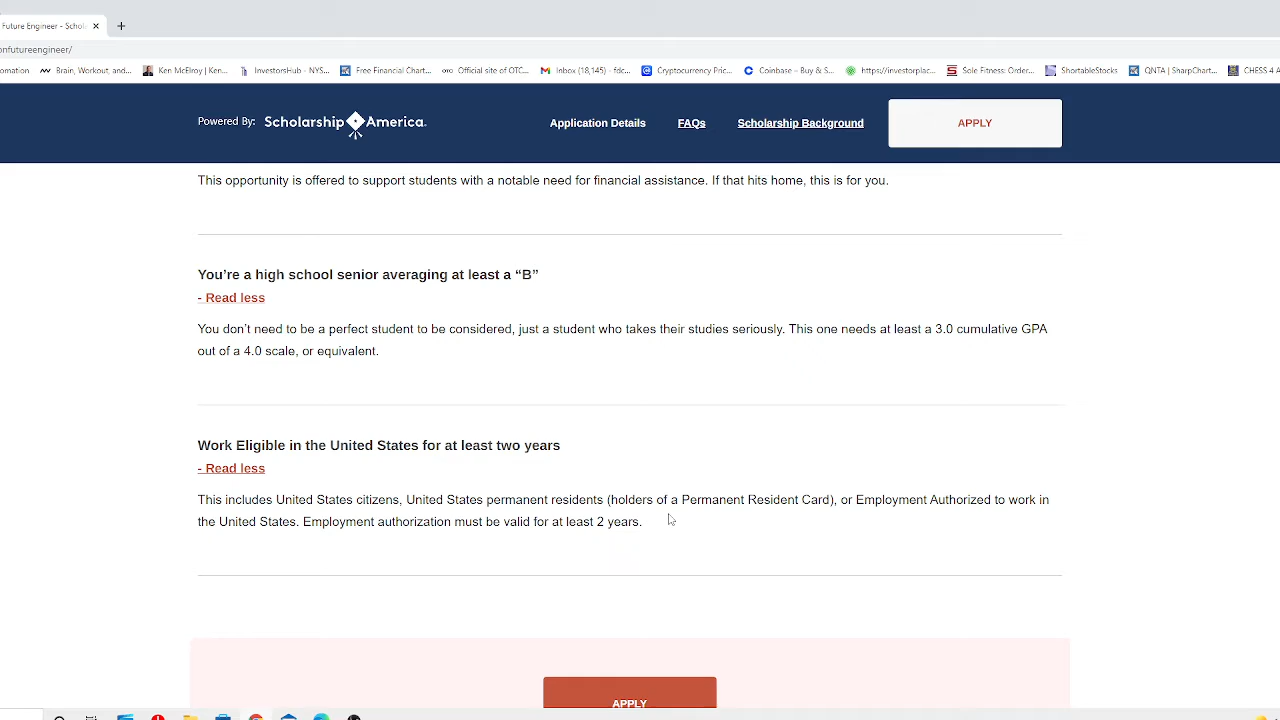 Future Engineer - Schol
onfutureengineer/
omation Brain, Workout, and... Ken McElroy | Ken... InvestorsHub - NYS... Free Financial Chart... Official site of OTC... Inbox (18,145) - fdc... Cryptocurrency Pric... Coinbase – Buy & S... https://investorplac... Sole Fitness: Order... ShortableStocks QNTA | SharpChart... CHESS 4 A
Powered By: Scholarship America. Application Details FAQs Scholarship Background APPLY
This opportunity is offered to support students with a notable need for financial assistance. If that hits home, this is for you.
You’re a high school senior averaging at least a “B”
- Read less
You don’t need to be a perfect student to be considered, just a student who takes their studies seriously. This one needs at least a 3.0 cumulative GPA
out of a 4.0 scale, or equivalent.
Work Eligible in the United States for at least two years
- Read less
This includes United States citizens, United States permanent residents (holders of a Permanent Resident Card), or Employment Authorized to work in
the United States. Employment authorization must be valid for at least 2 years.
APPLY